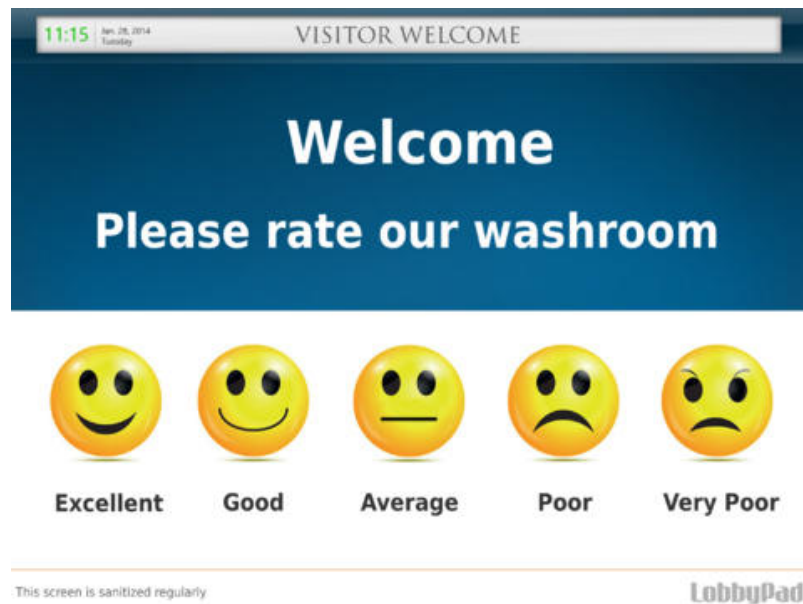 11:15
Jan. 28, 2014
Tuesday
VISITOR WELCOME
Welcome
Please rate our washroom
Excellent Good Average Poor Very Poor
This screen is sanitized regularly
LobbyPad